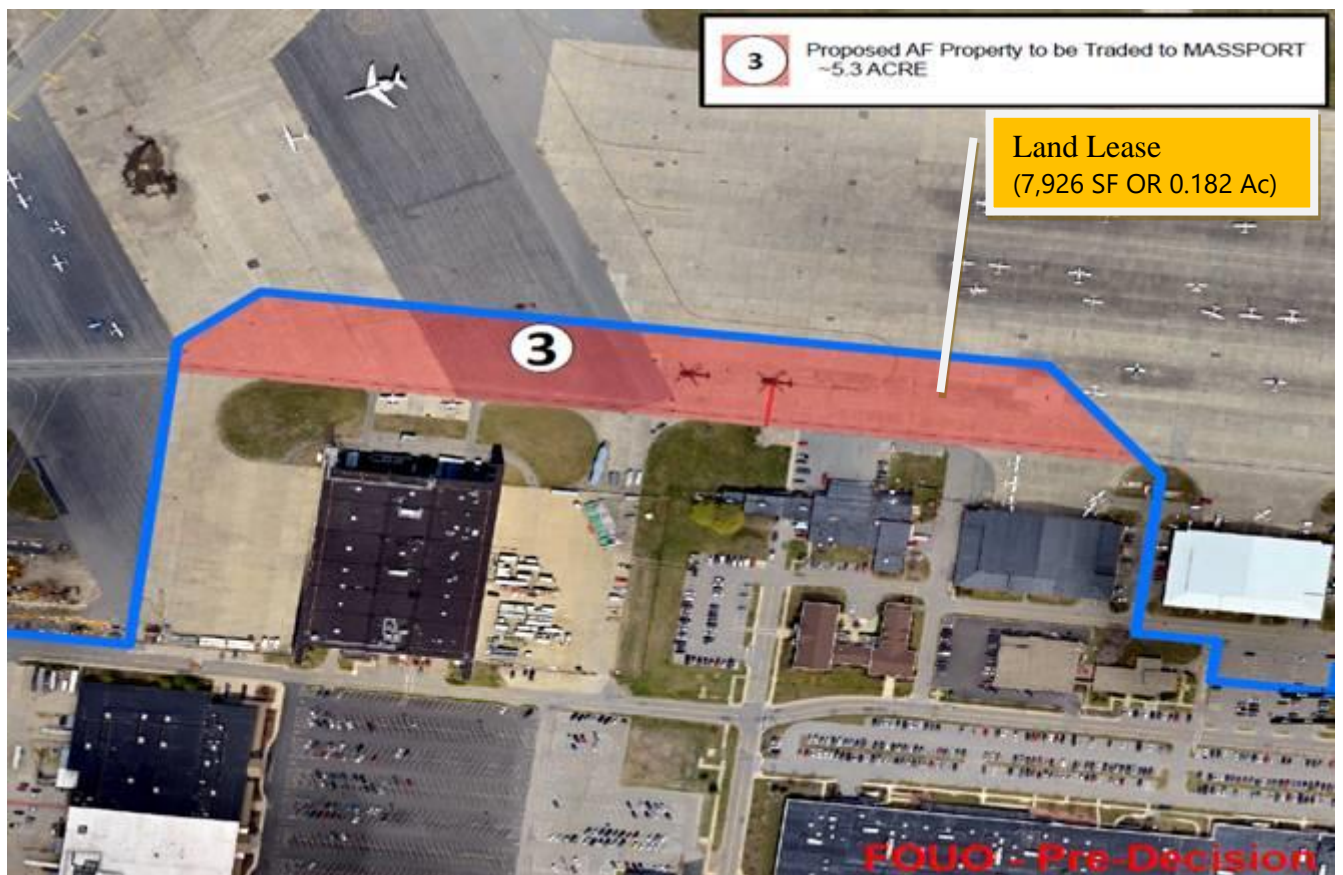 3 Proposed AF Property to be Traded to MASSPORT
~5.3 ACRE
Land Lease
(7,926 SF OR 0.182 Ac)
3
FOUO - Pre-Decision